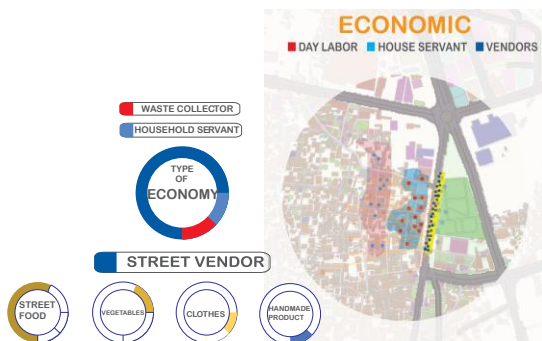 ECONOMIC
DAY LABOR HOUSE SERVANT VENDORS
WASTE COLLECTOR
HOUSEHOLD SERVANT
TYPE
OF
ECONOMY
STREET VENDOR
STREET
FOOD
VEGETABLES
CLOTHES
HANDMADE
PRODUCT